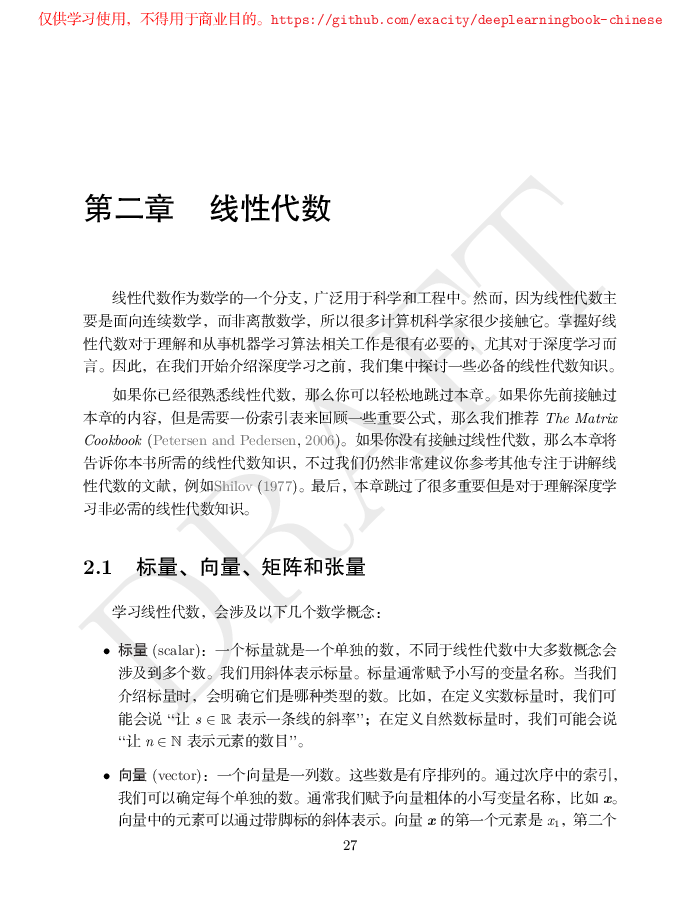 仅供学习使用，不得用于商业目的。https://github.com/exacity/deeplearningbook-chinese
第二章 线性代数
线性代数作为数学的一个分支，广泛用于科学和工程中。然而，因为线性代数主
要是面向连续数学，而非离散数学，所以很多计算机科学家很少接触它。掌握好线
性代数对于理解和从事机器学习算法相关工作是很有必要的，尤其对于深度学习而
言。因此，在我们开始介绍深度学习之前，我们集中探讨一些必备的线性代数知识。
如果你已经很熟悉线性代数，那么你可以轻松地跳过本章。如果你先前接触过
本章的内容，但是需要一份索引表来回顾一些重要公式，那么我们推荐 The Matrix
Cookbook (Petersen and Pedersen, 2006)。如果你没有接触过线性代数，那么本章将
告诉你本书所需的线性代数知识，不过我们仍然非常建议你参考其他专注于讲解线
性代数的文献，例如Shilov (1977)。最后，本章跳过了很多重要但是对于理解深度学
习非必需的线性代数知识。
2.1 标量、向量、矩阵和张量
学习线性代数，会涉及以下几个数学概念：
• 标量 (scalar)：一个标量就是一个单独的数，不同于线性代数中大多数概念会
涉及到多个数。我们用斜体表示标量。标量通常赋予小写的变量名称。当我们
介绍标量时，会明确它们是哪种类型的数。比如，在定义实数标量时，我们可
能会说 “让 s ∈ ℝ 表示一条线的斜率”；在定义自然数标量时，我们可能会说
“让 n ∈ ℕ 表示元素的数目”。
• 向量 (vector)：一个向量是一列数。这些数是有序排列的。通过次序中的索引，
我们可以确定每个单独的数。通常我们赋予向量粗体的小写变量名称，比如 x。
向量中的元素可以通过带脚标的斜体表示。向量 x 的第一个元素是 x₁，第二个
27
DRAFT